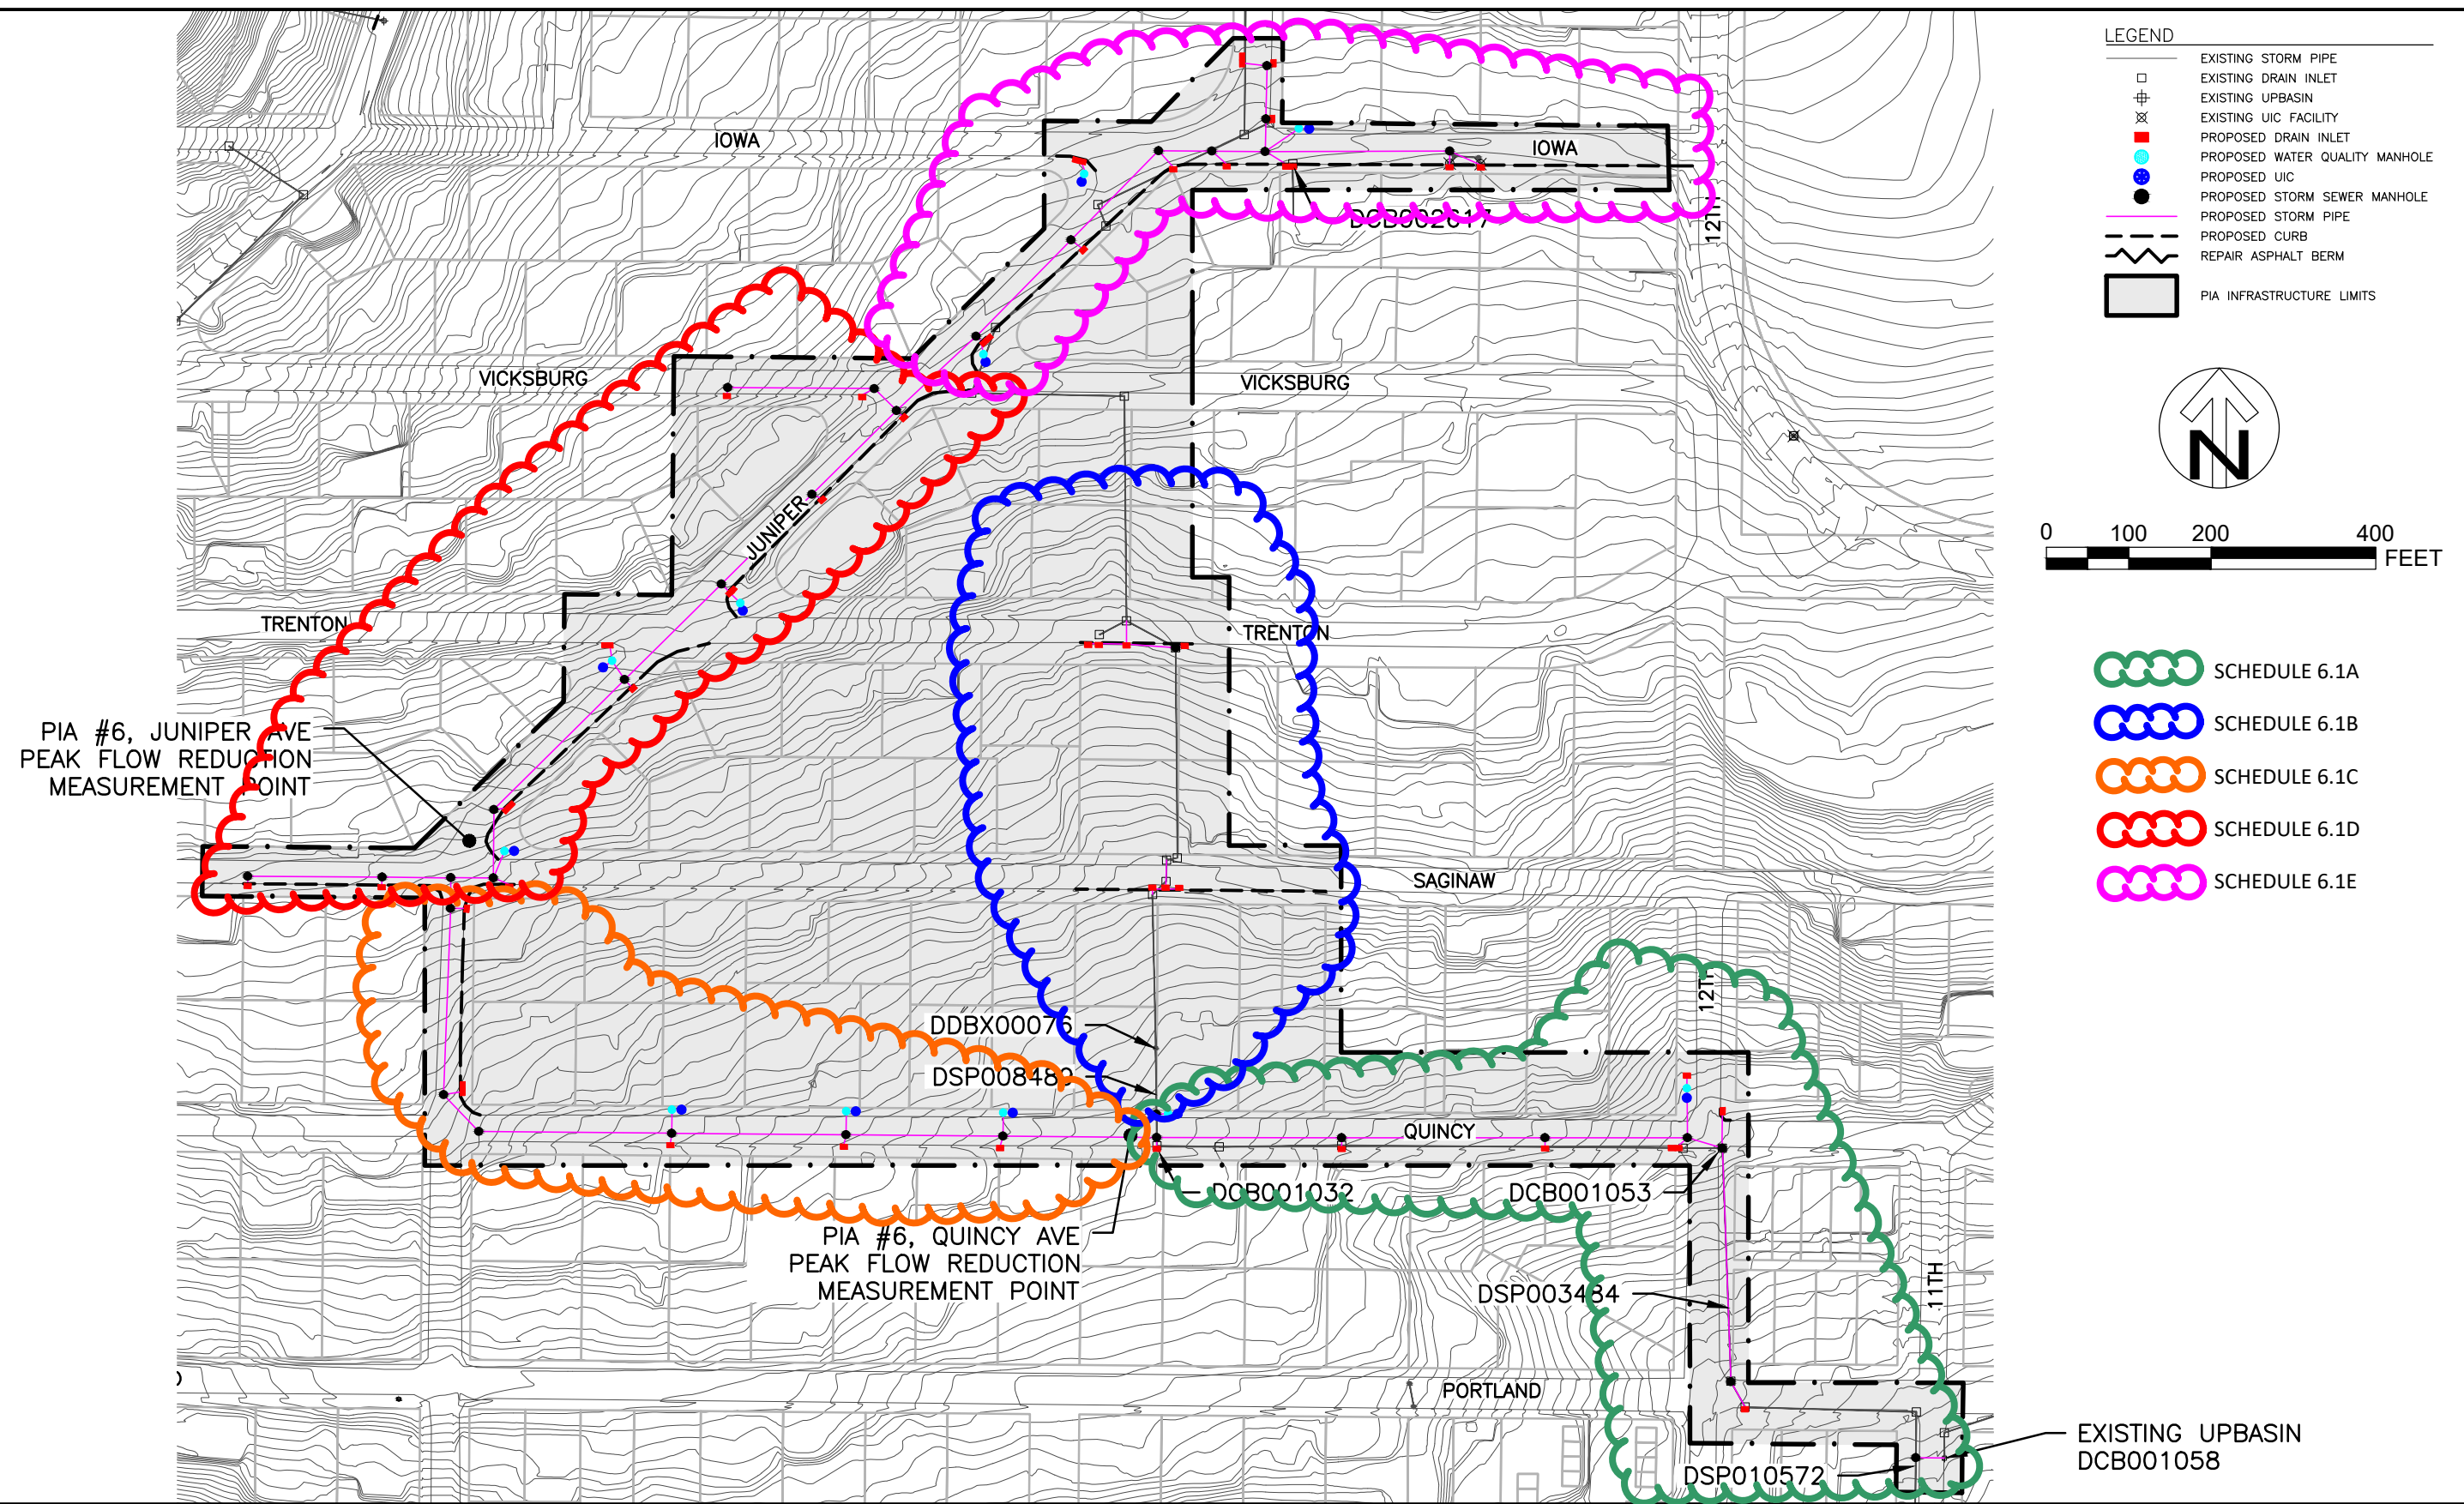 LEGEND
EXISTING STORM PIPE
EXISTING DRAIN INLET
EXISTING UPBASIN
EXISTING UIC FACILITY
PROPOSED DRAIN INLET
PROPOSED WATER QUALITY MANHOLE
PROPOSED UIC
PROPOSED STORM SEWER MANHOLE
PROPOSED STORM PIPE
PROPOSED CURB
REPAIR ASPHALT BERM
PIA INFRASTRUCTURE LIMITS
N
0 100 200 400
FEET
SCHEDULE 6.1A
SCHEDULE 6.1B
SCHEDULE 6.1C
SCHEDULE 6.1D
SCHEDULE 6.1E
IOWA
IOWA
DCB002617
12TH
VICKSBURG
VICKSBURG
JUNIPER
TRENTON
TRENTON
PIA #6, JUNIPER AVE
PEAK FLOW REDUCTION
MEASUREMENT POINT
SAGINAW
12TH
DDBX00076
DSP008489
QUINCY
DCB001032
DCB001053
PIA #6, QUINCY AVE
PEAK FLOW REDUCTION
MEASUREMENT POINT
DSP003484
11TH
PORTLAND
DSP010572
EXISTING UPBASIN
DCB001058